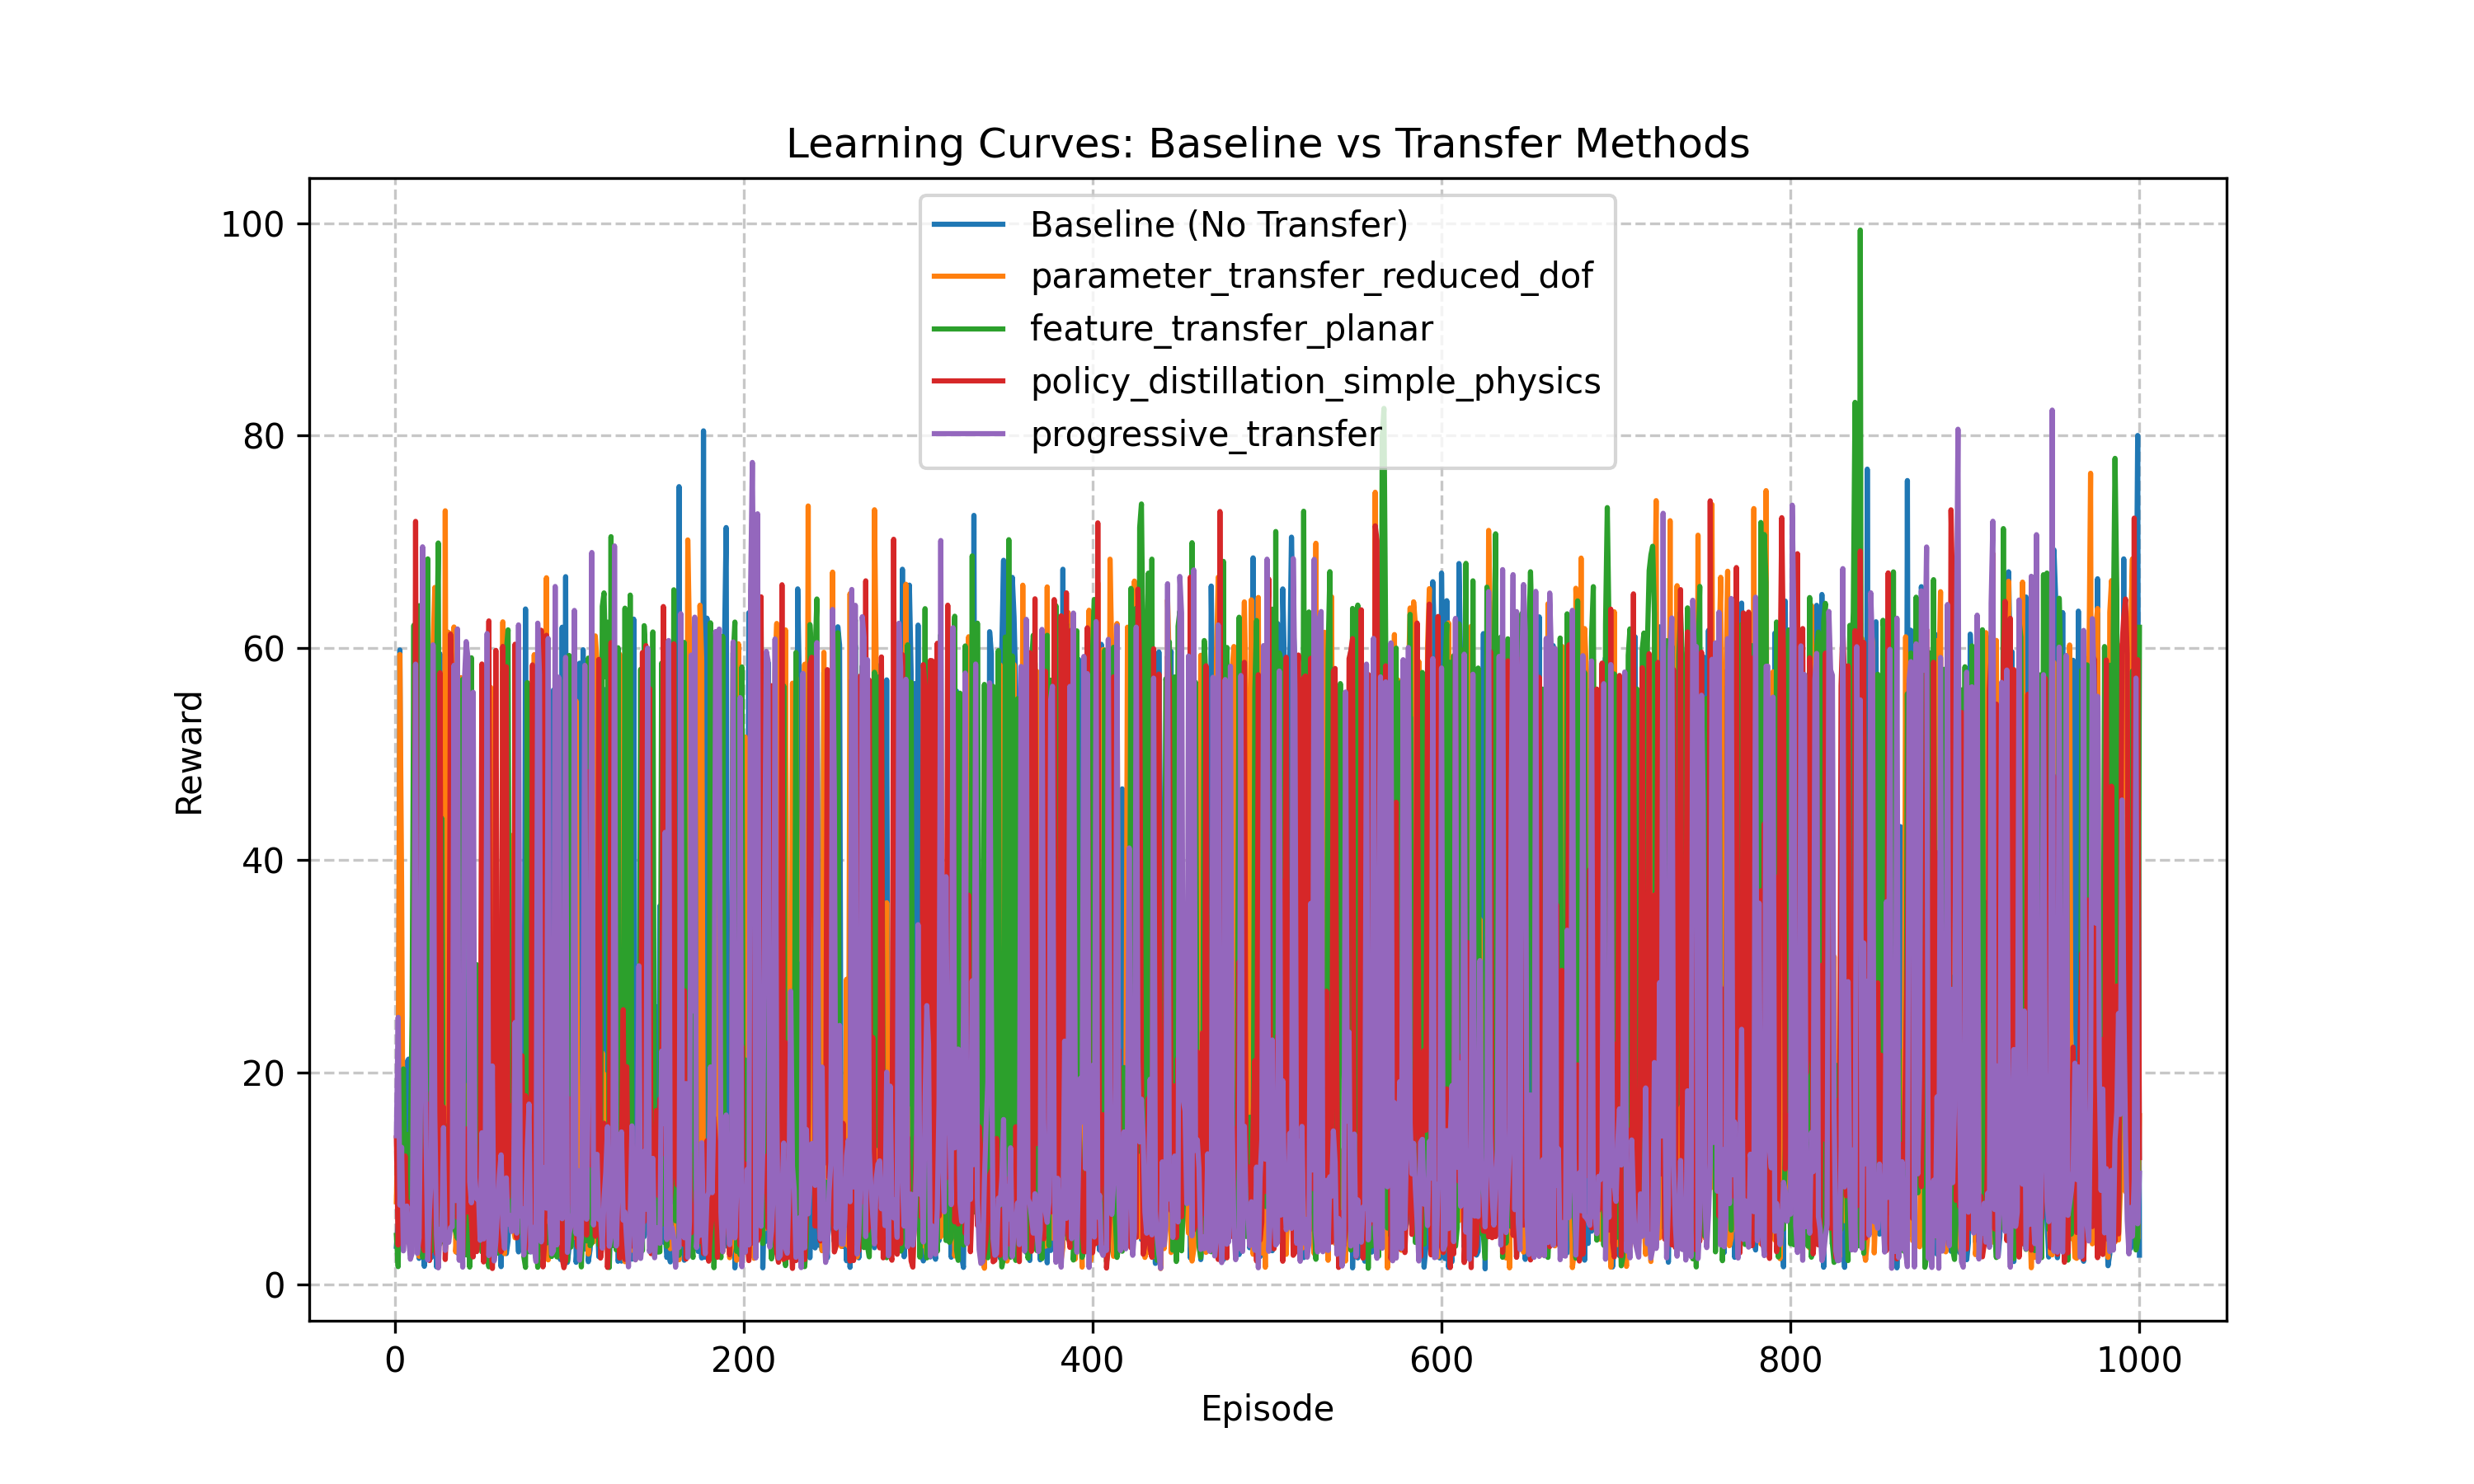 Learning Curves: Baseline vs Transfer Methods
Baseline (No Transfer)
parameter_transfer_reduced_dof
feature_transfer_planar
policy_distillation_simple_physics
progressive_transfer
Reward
100
80
60
40
20
0
0 200 400 600 800 1000
Episode